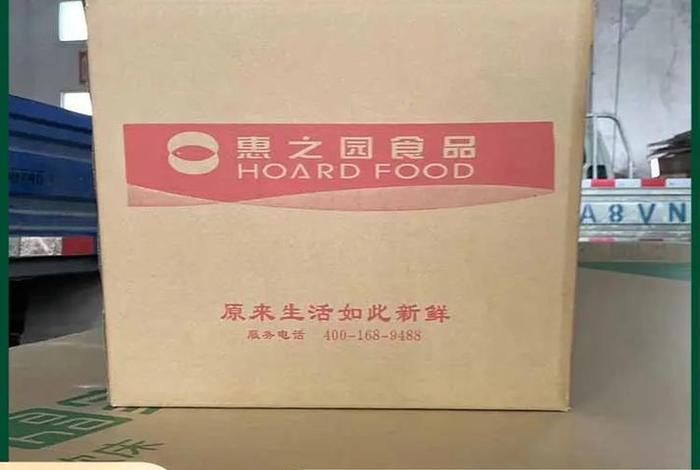 惠之园食品
HOARD FOOD
A8VN
原来生活如此新鲜
服务电话 400-168-9488
床